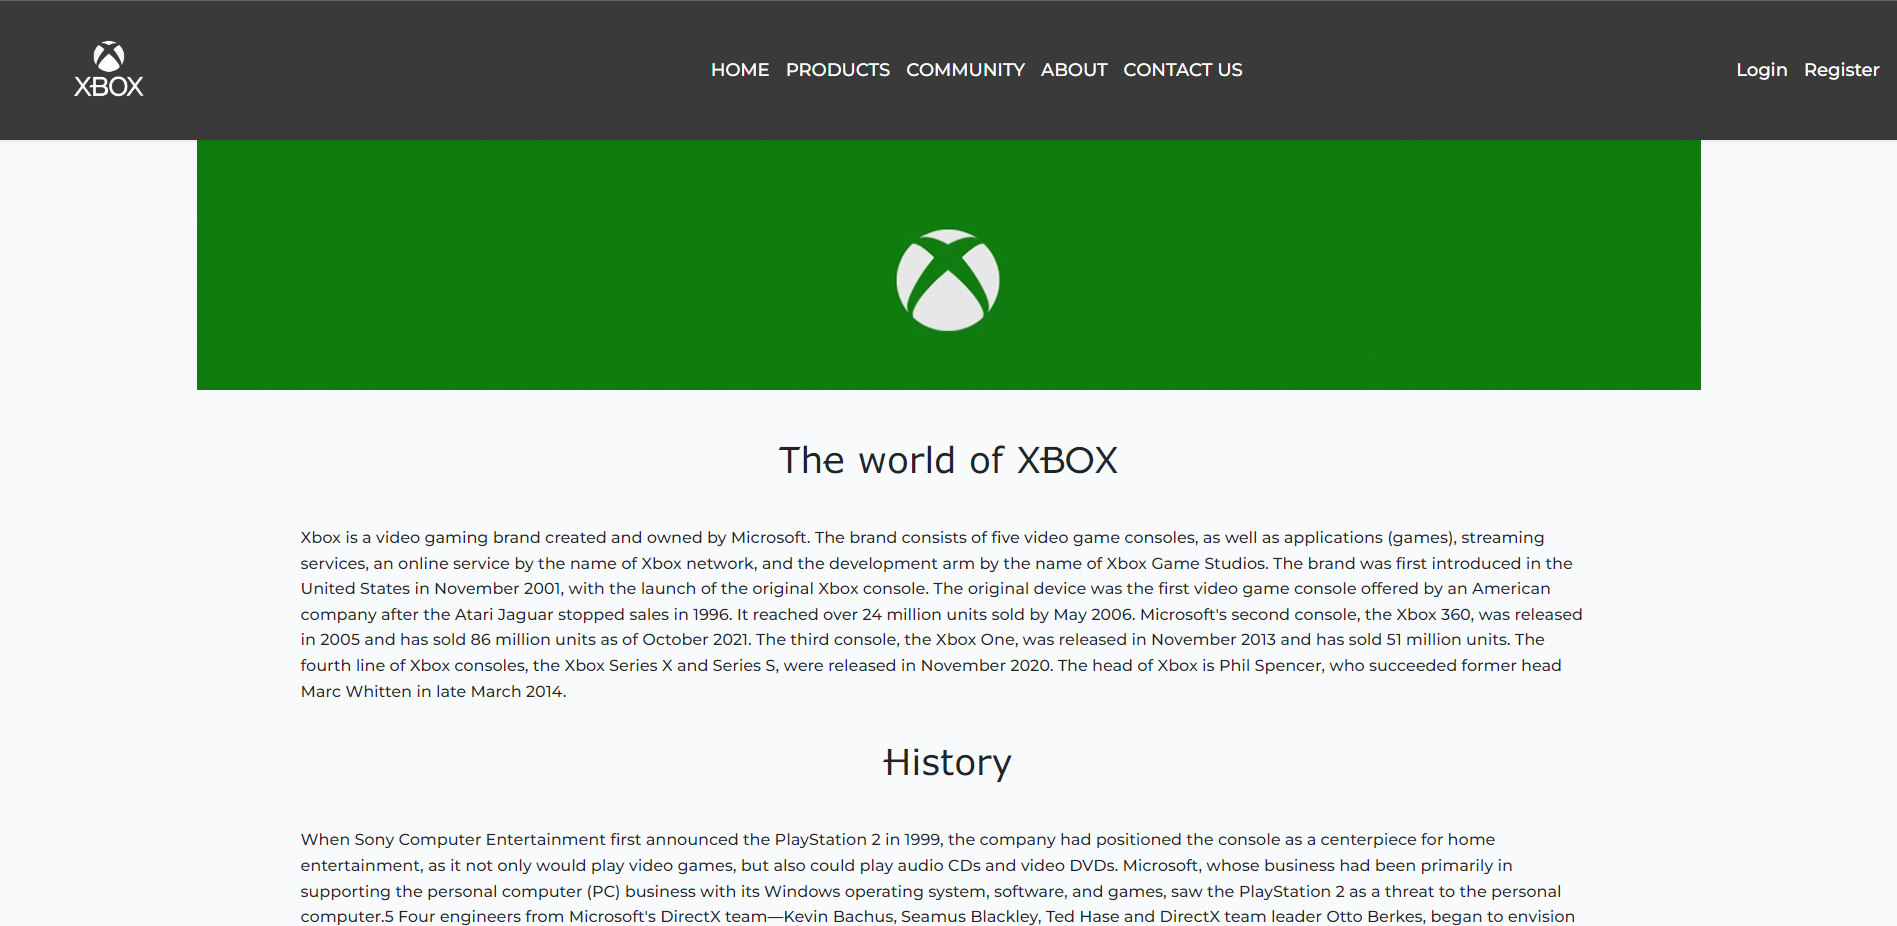 XBOX
HOME PRODUCTS COMMUNITY ABOUT CONTACT US
Login Register
The world of XBOX
Xbox is a video gaming brand created and owned by Microsoft. The brand consists of five video game consoles, as well as applications (games), streaming
services, an online service by the name of Xbox network, and the development arm by the name of Xbox Game Studios. The brand was first introduced in the
United States in November 2001, with the launch of the original Xbox console. The original device was the first video game console offered by an American
company after the Atari Jaguar stopped sales in 1996. It reached over 24 million units sold by May 2006. Microsoft's second console, the Xbox 360, was released
in 2005 and has sold 86 million units as of October 2021. The third console, the Xbox One, was released in November 2013 and has sold 51 million units. The
fourth line of Xbox consoles, the Xbox Series X and Series S, were released in November 2020. The head of Xbox is Phil Spencer, who succeeded former head
Marc Whitten in late March 2014.
History
When Sony Computer Entertainment first announced the PlayStation 2 in 1999, the company had positioned the console as a centerpiece for home
entertainment, as it not only would play video games, but also could play audio CDs and video DVDs. Microsoft, whose business had been primarily in
supporting the personal computer (PC) business with its Windows operating system, software, and games, saw the PlayStation 2 as a threat to the personal
computer.5 Four engineers from Microsoft's DirectX team—Kevin Bachus, Seamus Blackley, Ted Hase and DirectX team leader Otto Berkes, began to envision